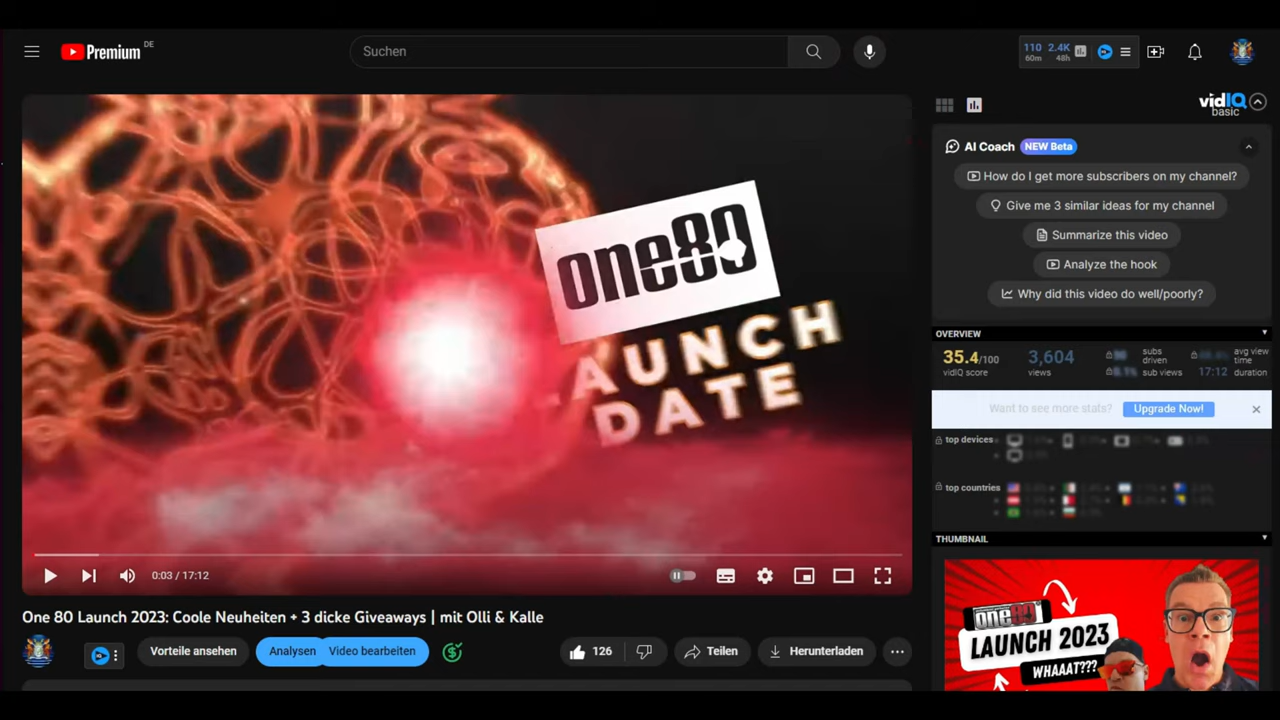 Premium DE
Suchen
110 2.4K
60m 48h
vidIQ
basic
AI Coach NEW Beta
How do I get more subscribers on my channel?
Give me 3 similar ideas for my channel
Summarize this video
Analyze the hook
Why did this video do well/poorly?
one80
AUNCH
DATE
OVERVIEW
35.4/100 3,604 subs driven avg view time
vidIQ score views sub views 17:12 duration
Want to see more stats? Upgrade Now!
top devices
top countries
THUMBNAIL
one80
LAUNCH 2023
WHAAAT???
0:03 / 17:12
One 80 Launch 2023: Coole Neuheiten + 3 dicke Giveaways | mit Olli & Kalle
Vorteile ansehen Analysen Video bearbeiten 126 Teilen Herunterladen